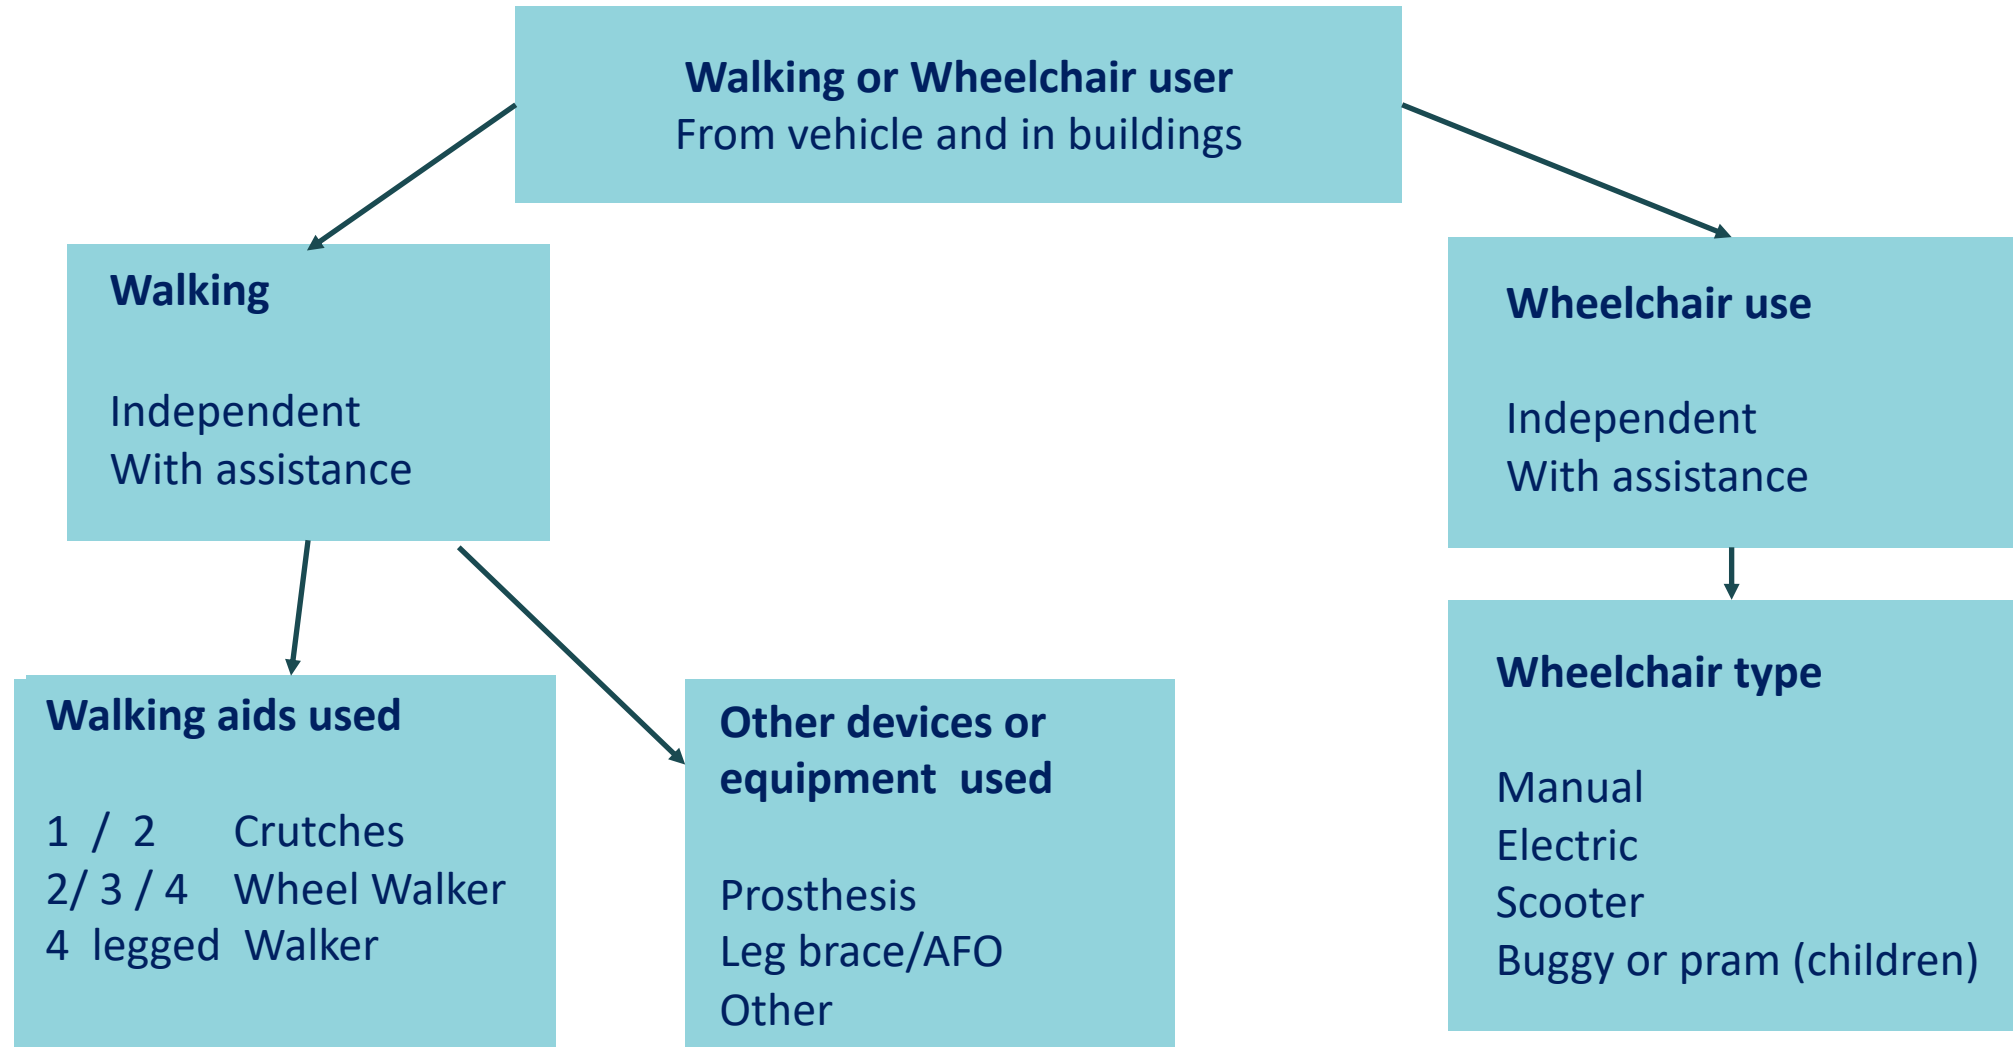 Walking or Wheelchair user
From vehicle and in buildings
Walking
Independent
With assistance
Wheelchair use
Independent
With assistance
Walking aids used
1 / 2 Crutches
2/ 3 / 4 Wheel Walker
4 legged Walker
Other devices or
equipment used
Prosthesis
Leg brace/AFO
Other
Wheelchair type
Manual
Electric
Scooter
Buggy or pram (children)